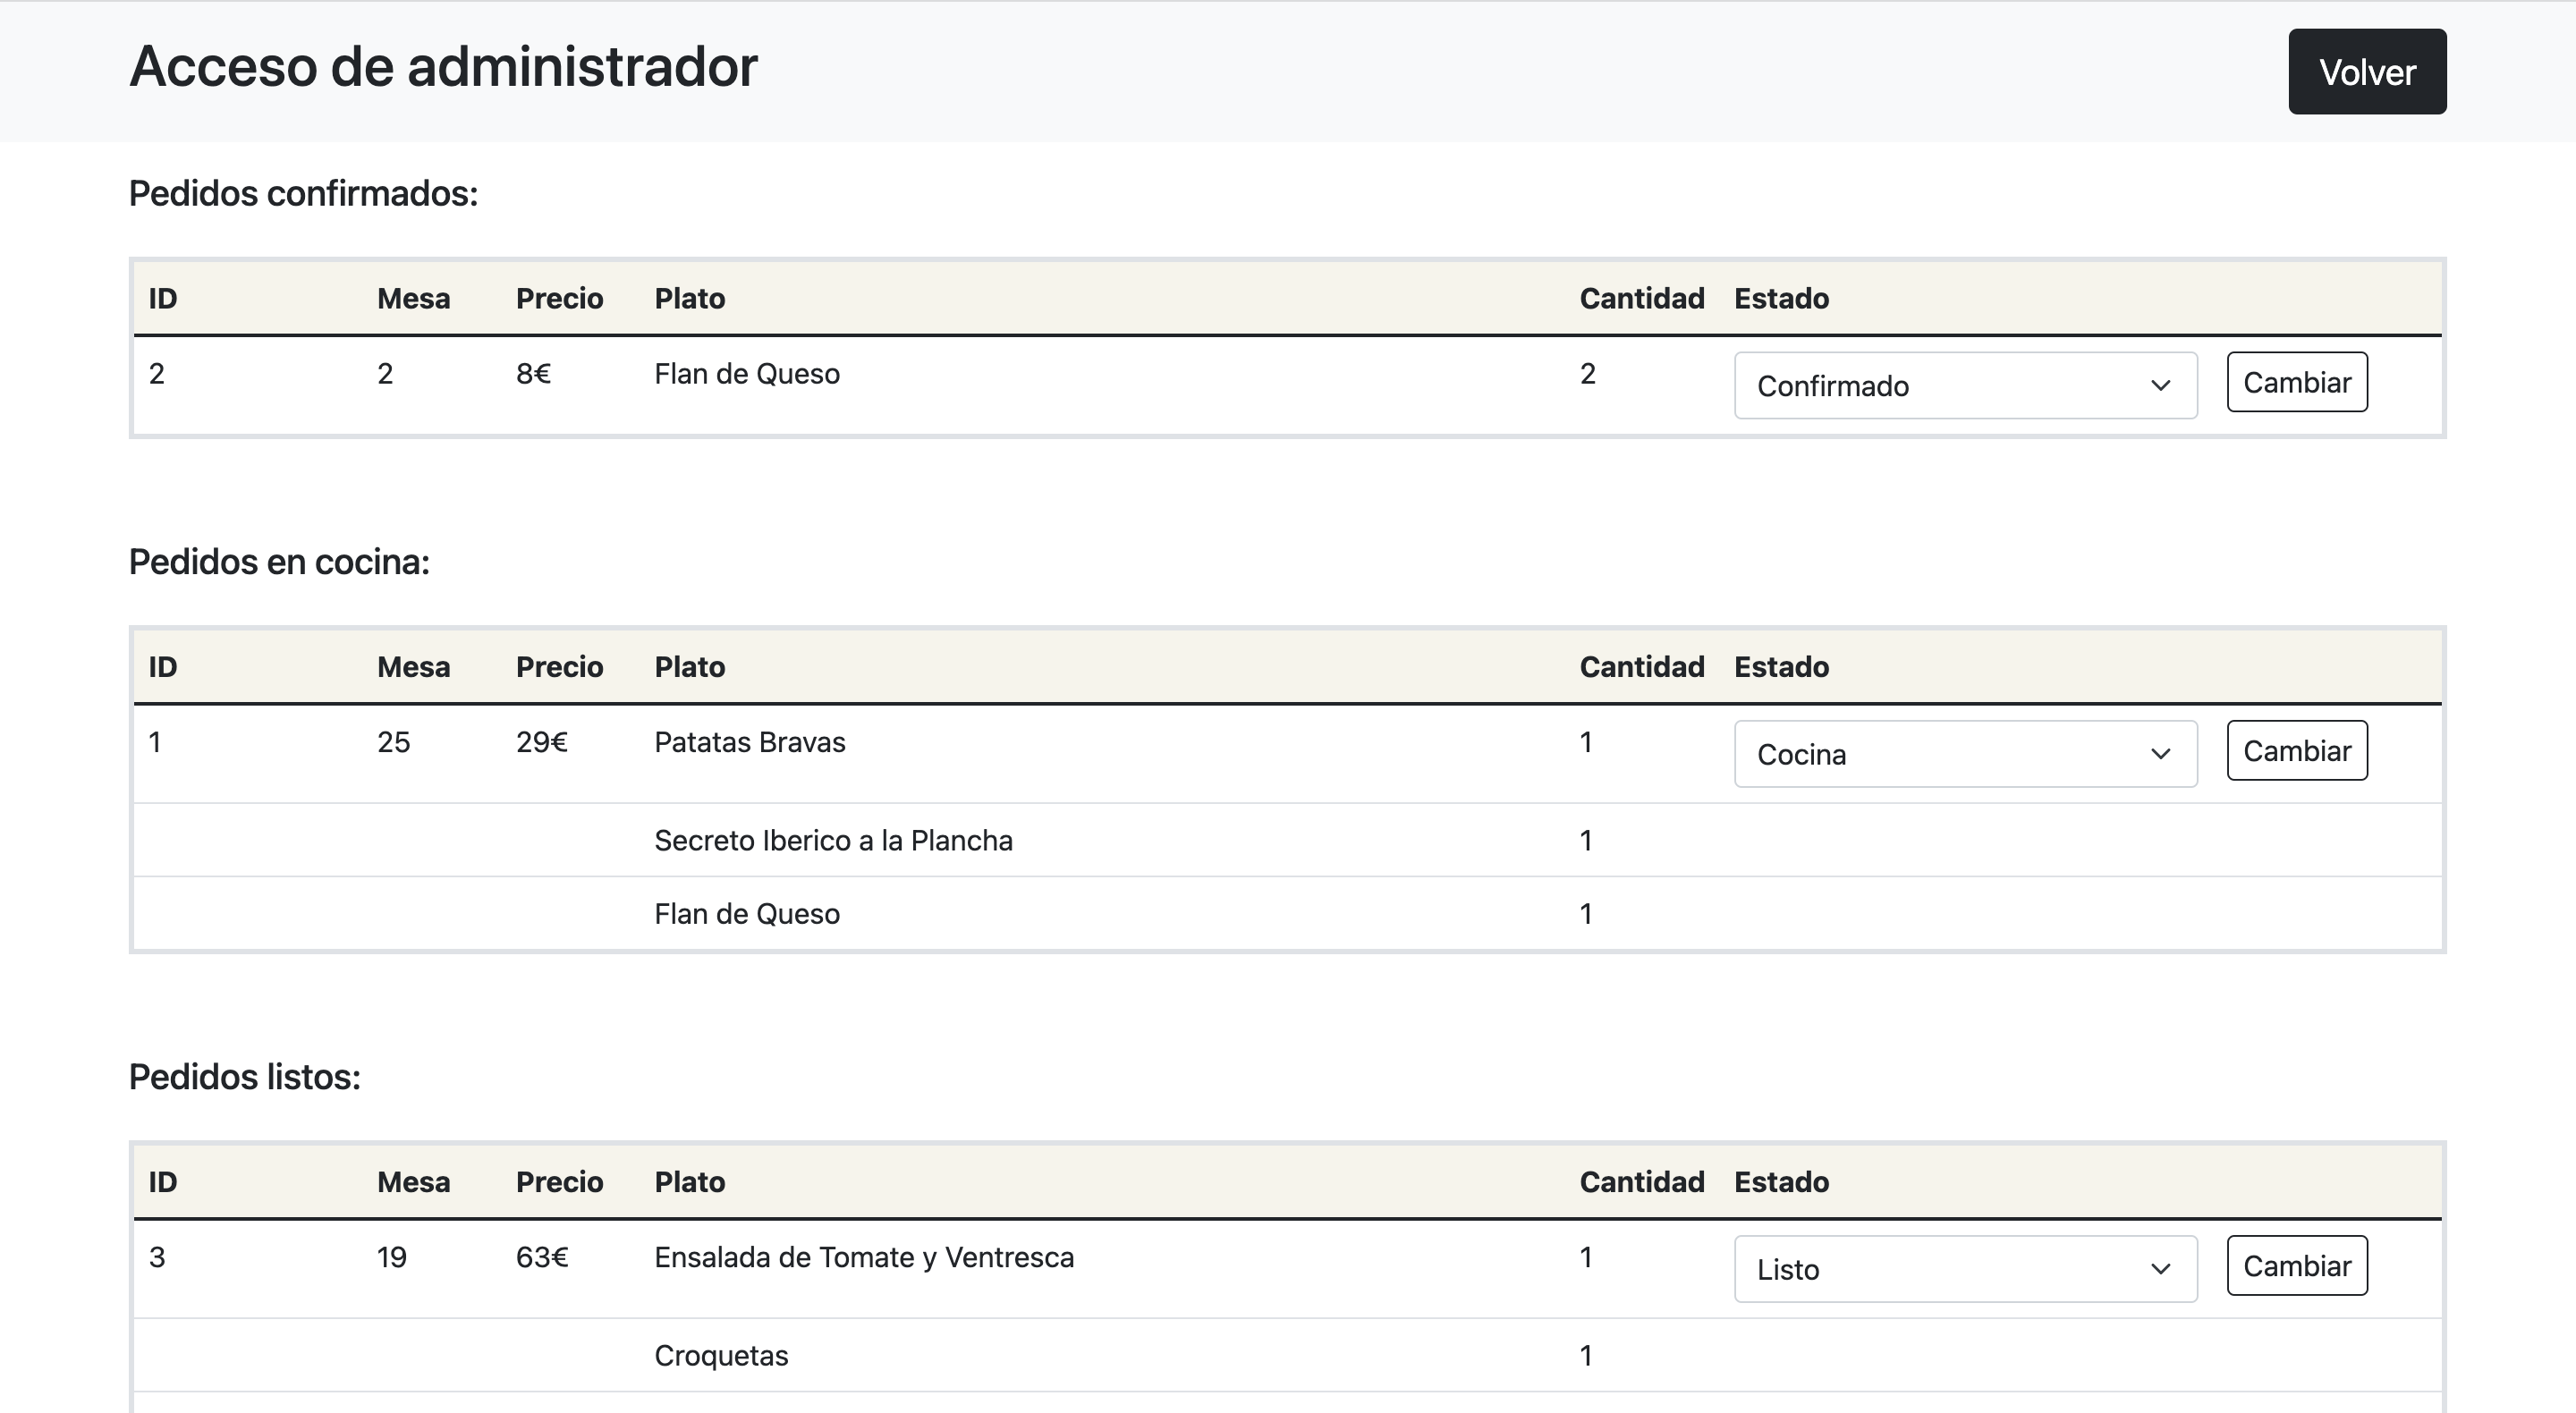 Acceso de administrador Volver
Pedidos confirmados:
ID Mesa Precio Plato Cantidad Estado
2 2 8€ Flan de Queso 2 Confirmado Cambiar
Pedidos en cocina:
ID Mesa Precio Plato Cantidad Estado
1 25 29€ Patatas Bravas 1 Cocina Cambiar
Secreto Iberico a la Plancha 1
Flan de Queso 1
Pedidos listos:
ID Mesa Precio Plato Cantidad Estado
3 19 63€ Ensalada de Tomate y Ventresca 1 Listo Cambiar
Croquetas 1